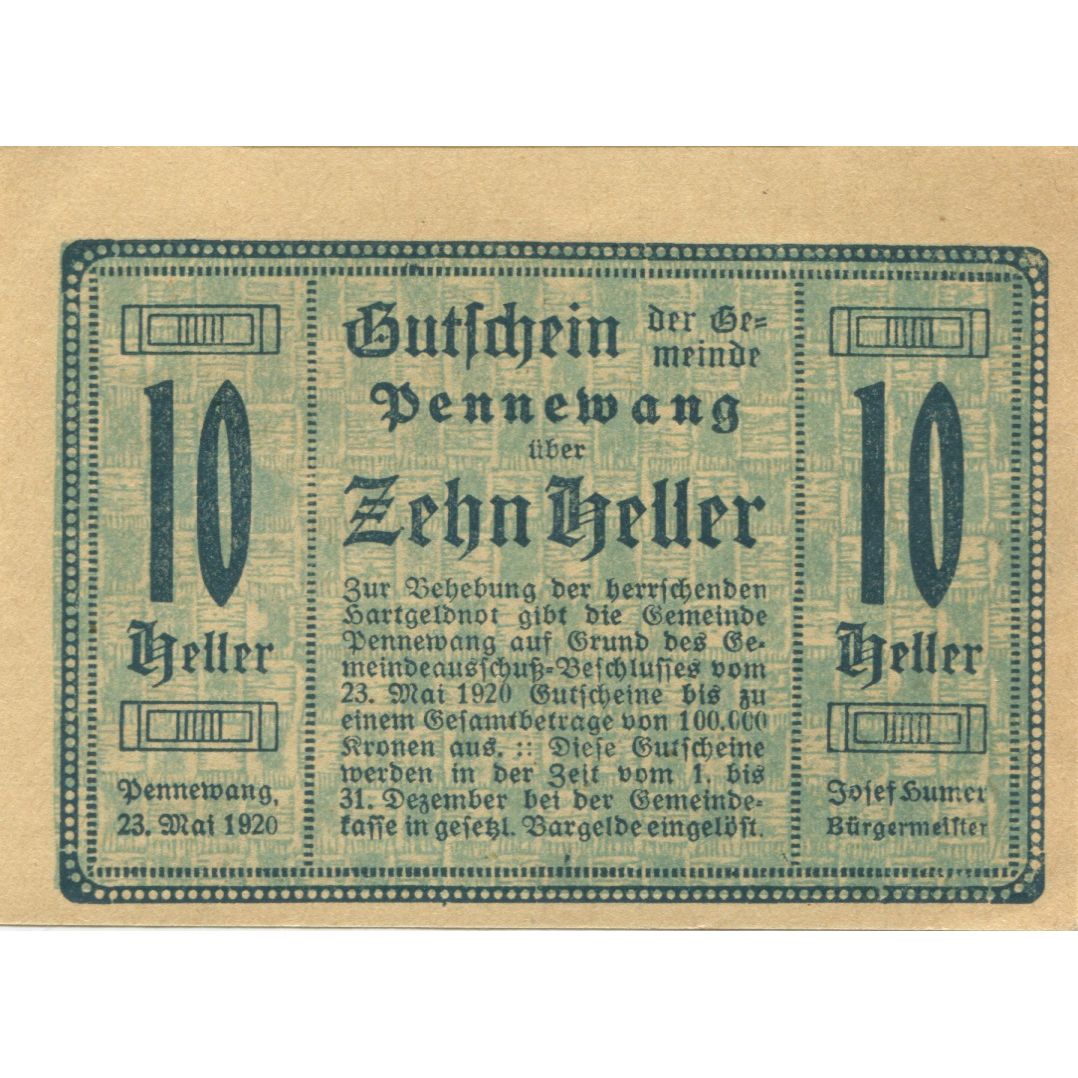 10
Heller
Pennewang,
23. Mai 1920
Gutschein der Ge=
meinde
Pennewang
über
Zehn Heller
Zur Behebung der herrschenden
Hartgeldnot gibt die Gemeinde
Pennewang auf Grund des Ge=
meindeausschuß=Beschlusses vom
23. Mai 1920 Gutscheine bis zu
einem Gesamtbetrage von 100.000
Kronen aus. :: Diese Gutscheine
werden in der Zeit vom 1. bis
31. Dezember bei der Gemeinde=
kasse in gesetzl. Bargelde eingelöst.
10
Heller
Josef Humer
Bürgermeister